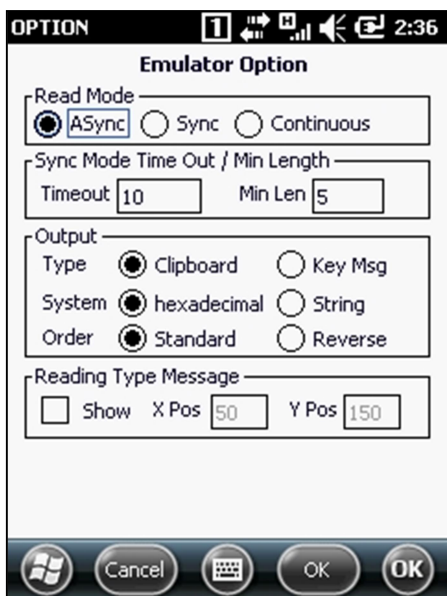 OPTION 1 H 2:36
Emulator Option
Read Mode
ASync Sync Continuous
Sync Mode Time Out / Min Length
Timeout 10 Min Len 5
Output
Type Clipboard Key Msg
System hexadecimal String
Order Standard Reverse
Reading Type Message
Show X Pos 50 Y Pos 150
Cancel OK OK